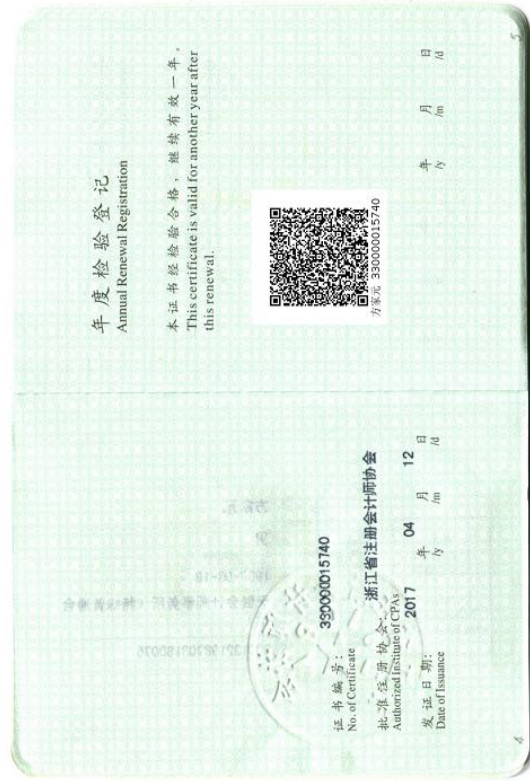 证书编号:
No. of Certificate
330000015740
批准注册协会:
Authorized Institute of CPAs
浙江省注册会计师协会
发证日期:
Date of Issuance
2017 年 04 月 12 日
/y /m /d
4
年度检验登记
Annual Renewal Registration
本证书经检验合格,继续有效一年。
This certificate is valid for another year after
this renewal.
方家元 330000015740
年 月 日
/y /m /d
5